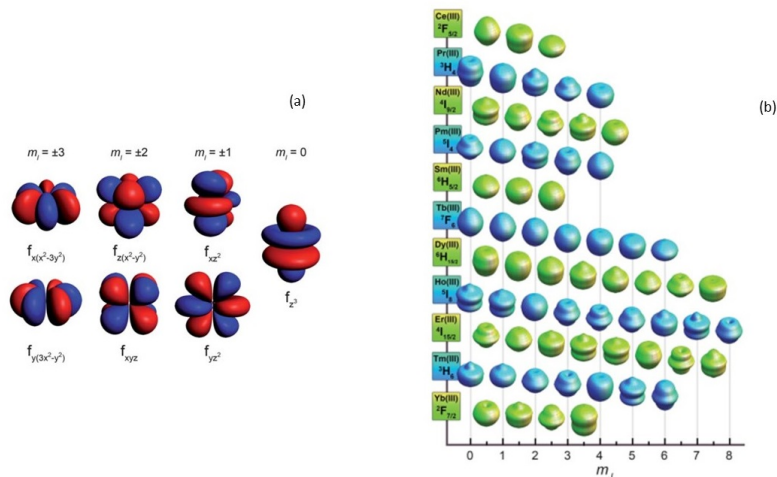 (a)
m_l = ±3 m_l = ±2 m_l = ±1 m_l = 0
f_x(x²-3y²) f_z(x²-y²) f_xz² f_z³
f_y(3x²-y²) f_xyz f_yz²
(b)
Ce(III)
²F₅/₂
Pr(III)
³H₄
Nd(III)
⁴I₉/₂
Pm(III)
⁵I₄
Sm(III)
⁶H₅/₂
Tb(III)
⁷F₆
Dy(III)
⁶H₁₅/₂
Ho(III)
⁵I₈
Er(III)
⁴I₁₅/₂
Tm(III)
³H₆
Yb(III)
²F₇/₂
0 1 2 3 4 5 6 7 8